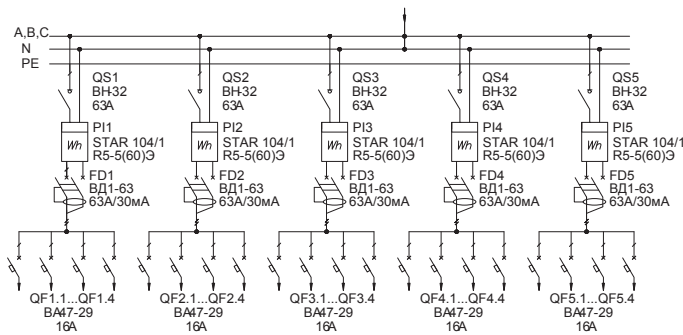 A,B,C
N
PE
QS1
ВН-32
63А
QS2
ВН-32
63А
QS3
ВН-32
63А
QS4
ВН-32
63А
QS5
ВН-32
63А
Wh
PI1
STAR 104/1
R5-5(60)Э
Wh
PI2
STAR 104/1
R5-5(60)Э
Wh
PI3
STAR 104/1
R5-5(60)Э
Wh
PI4
STAR 104/1
R5-5(60)Э
Wh
PI5
STAR 104/1
R5-5(60)Э
FD1
ВД1-63
63А/30мА
FD2
ВД1-63
63А/30мА
FD3
ВД1-63
63А/30мА
FD4
ВД1-63
63А/30мА
FD5
ВД1-63
63А/30мА
QF1.1...QF1.4
ВА47-29
16А
QF2.1...QF2.4
ВА47-29
16А
QF3.1...QF3.4
ВА47-29
16А
QF4.1...QF4.4
ВА47-29
16А
QF5.1...QF5.4
ВА47-29
16А